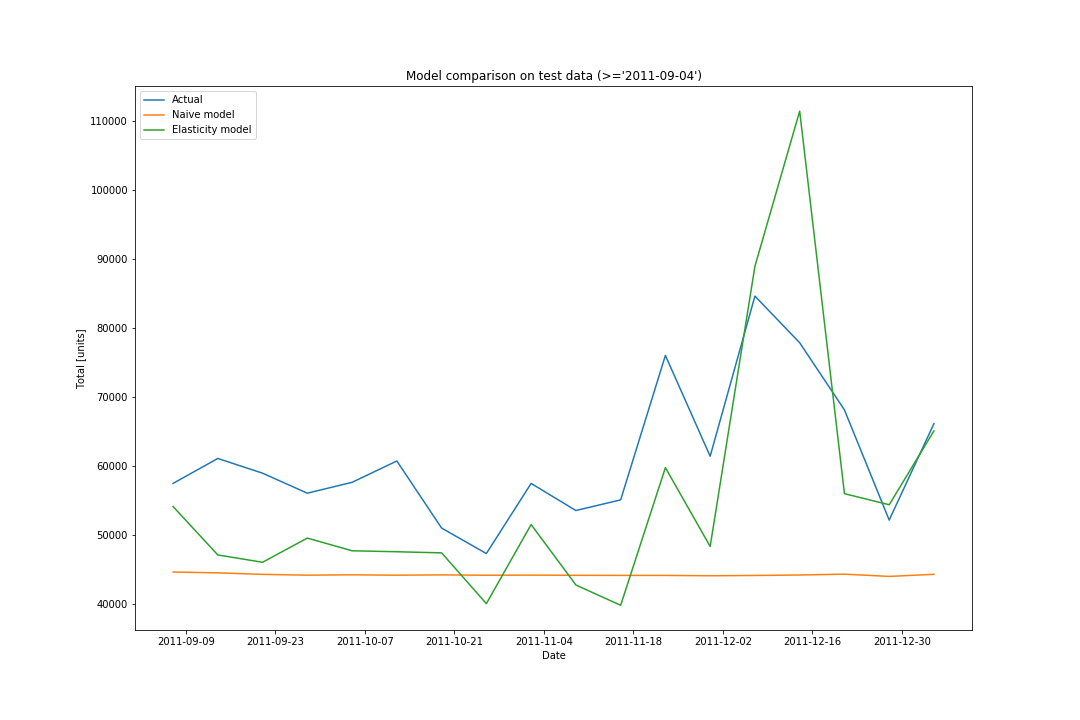 Model comparison on test data (>='2011-09-04')
Actual
Naive model
Elasticity model
110000
100000
90000
80000
70000
60000
50000
40000
Total [units]
2011-09-09 2011-09-23 2011-10-07 2011-10-21 2011-11-04 2011-11-18 2011-12-02 2011-12-16 2011-12-30
Date